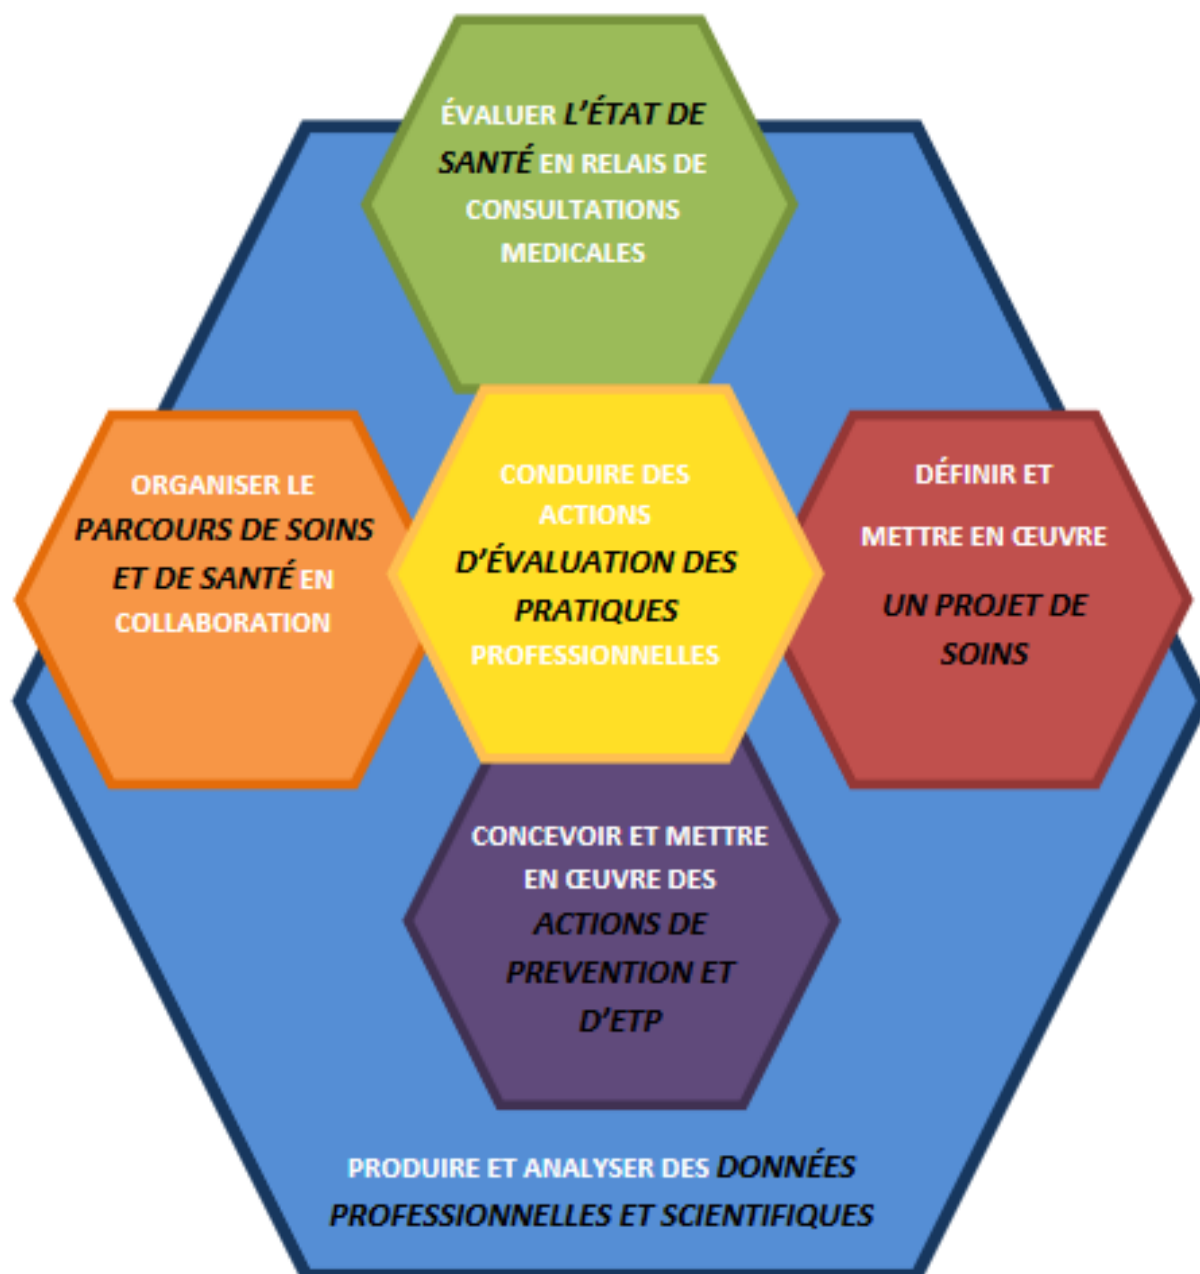 ÉVALUER L'ÉTAT DE
SANTÉ EN RELAIS DE
CONSULTATIONS
MEDICALES
ORGANISER LE
PARCOURS DE SOINS
ET DE SANTÉ EN
COLLABORATION
CONDUIRE DES
ACTIONS
D'ÉVALUATION DES
PRATIQUES
PROFESSIONNELLES
DÉFINIR ET
METTRE EN ŒUVRE
UN PROJET DE
SOINS
CONCEVOIR ET METTRE
EN ŒUVRE DES
ACTIONS DE
PREVENTION ET
D'ETP
PRODUIRE ET ANALYSER DES DONNÉES
PROFESSIONNELLES ET SCIENTIFIQUES